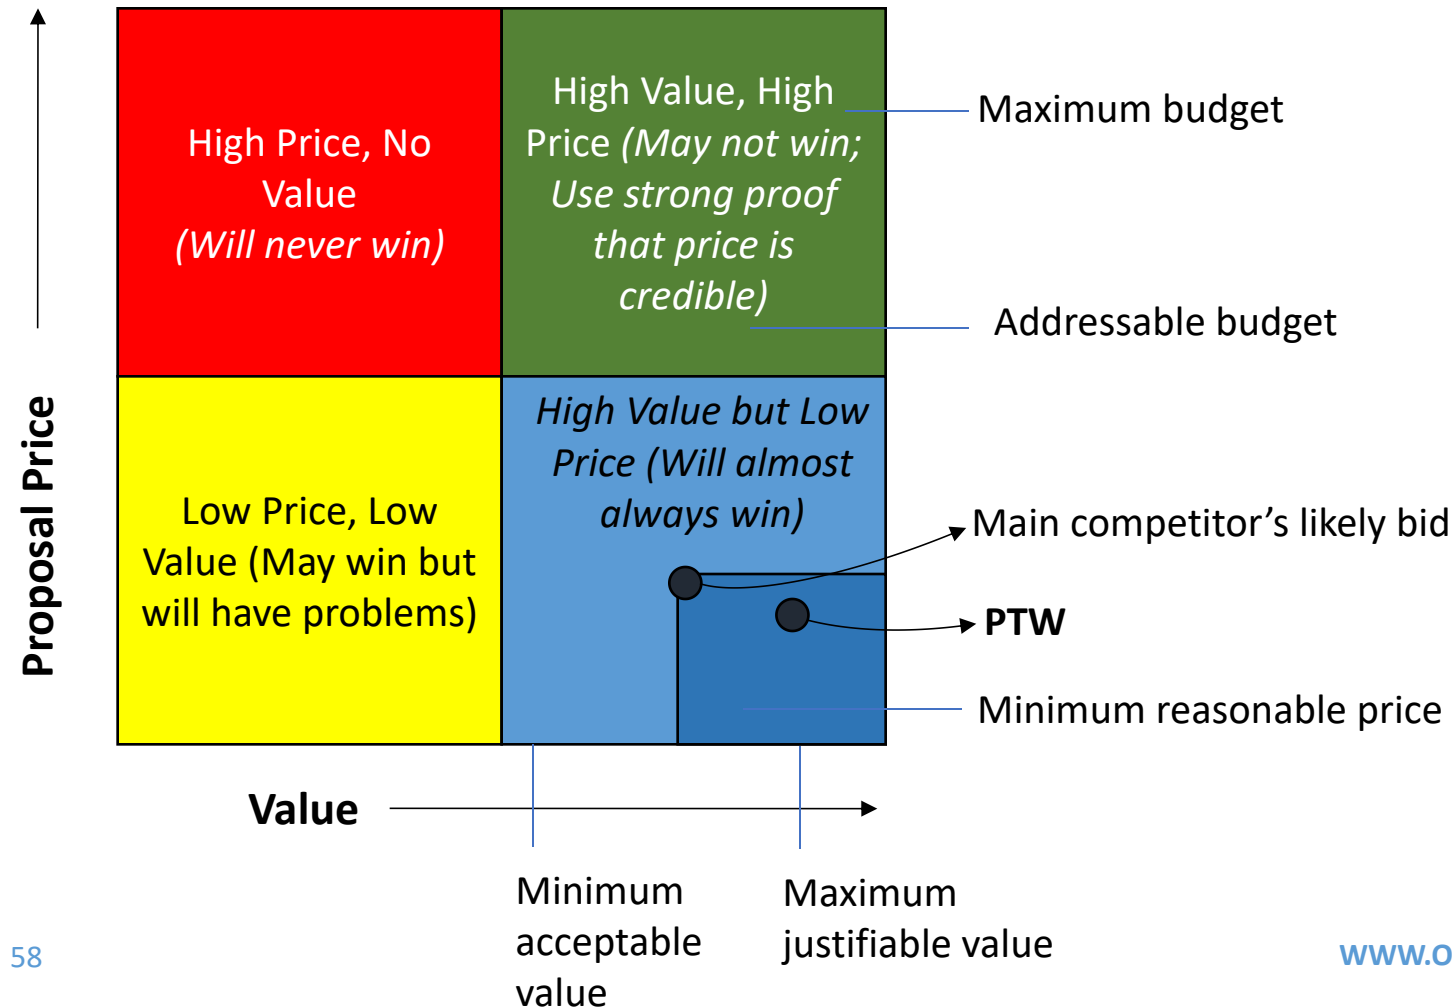 High Price, No
Value
(Will never win)
High Value, High
Price (May not win;
Use strong proof
that price is
credible)
Maximum budget
Addressable budget
Proposal Price
Low Price, Low
Value (May win but
will have problems)
High Value but Low
Price (Will almost
always win)
Main competitor’s likely bid
PTW
Minimum reasonable price
Value
Minimum
acceptable
value
Maximum
justifiable value
58
WWW.O